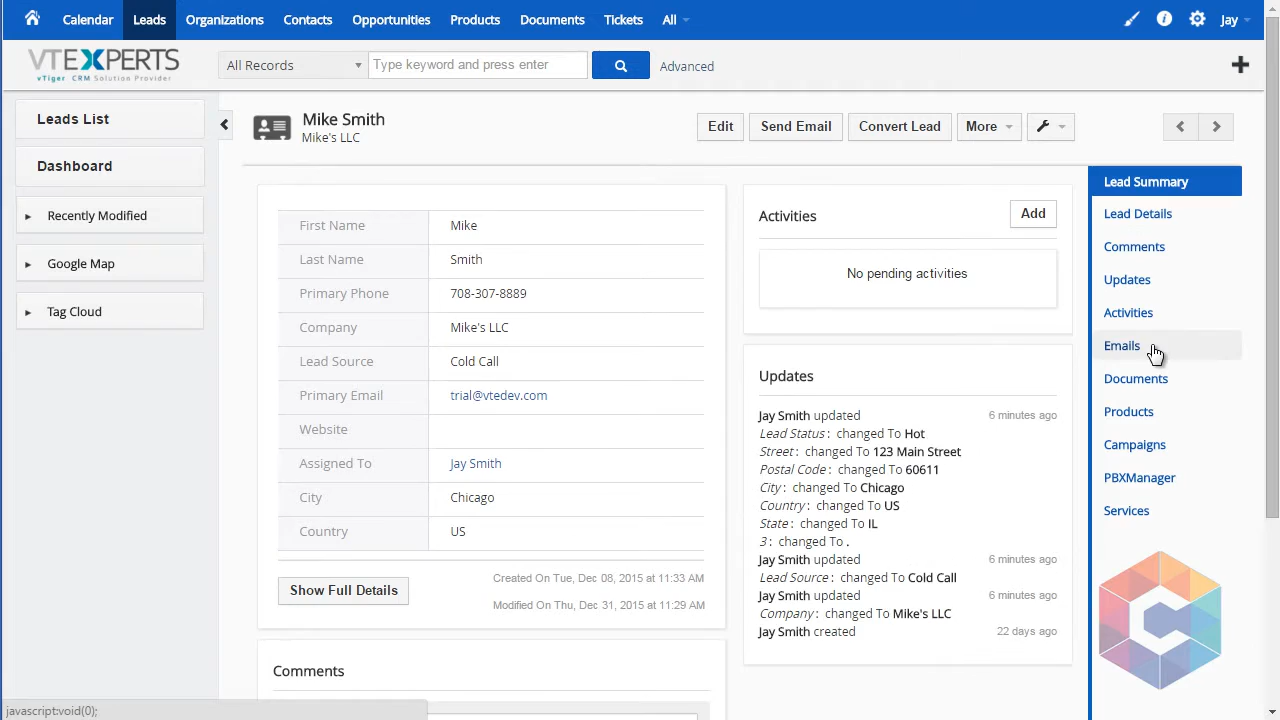 Calendar Leads Organizations Contacts Opportunities Products Documents Tickets All Jay
VTEXPERTS
vTiger CRM Solution Provider
All Records Type keyword and press enter Advanced
Leads List
Dashboard
Recently Modified
Google Map
Tag Cloud
Mike Smith
Mike's LLC
Edit Send Email Convert Lead More
First Name Mike
Last Name Smith
Primary Phone 708-307-8889
Company Mike's LLC
Lead Source Cold Call
Primary Email trial@vtedev.com
Website
Assigned To Jay Smith
City Chicago
Country US
Show Full Details
Created On Tue, Dec 08, 2015 at 11:33 AM
Modified On Thu, Dec 31, 2015 at 11:29 AM
Comments
Activities Add
No pending activities
Updates
Jay Smith updated 6 minutes ago
Lead Status : changed To Hot
Street : changed To 123 Main Street
Postal Code : changed To 60611
City : changed To Chicago
Country : changed To US
State : changed To IL
3 : changed To .
Jay Smith updated 6 minutes ago
Lead Source : changed To Cold Call
Jay Smith updated 6 minutes ago
Company : changed To Mike's LLC
Jay Smith created 22 days ago
Lead Summary
Lead Details
Comments
Updates
Activities
Emails
Documents
Products
Campaigns
PBXManager
Services
javascript:void(0);